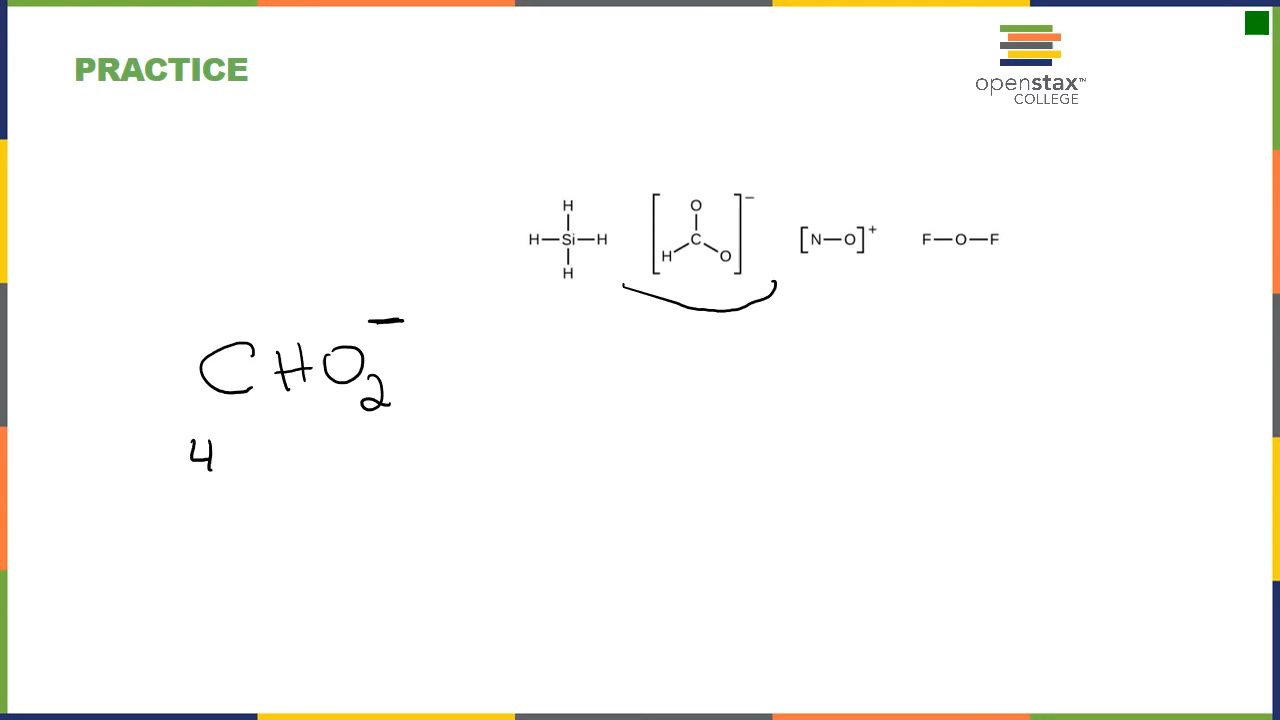 PRACTICE
openstax™
COLLEGE
H
H—Si—H
H
[
O
C
H
O
]−
[N—O]+
F—O—F
CHO2−
4